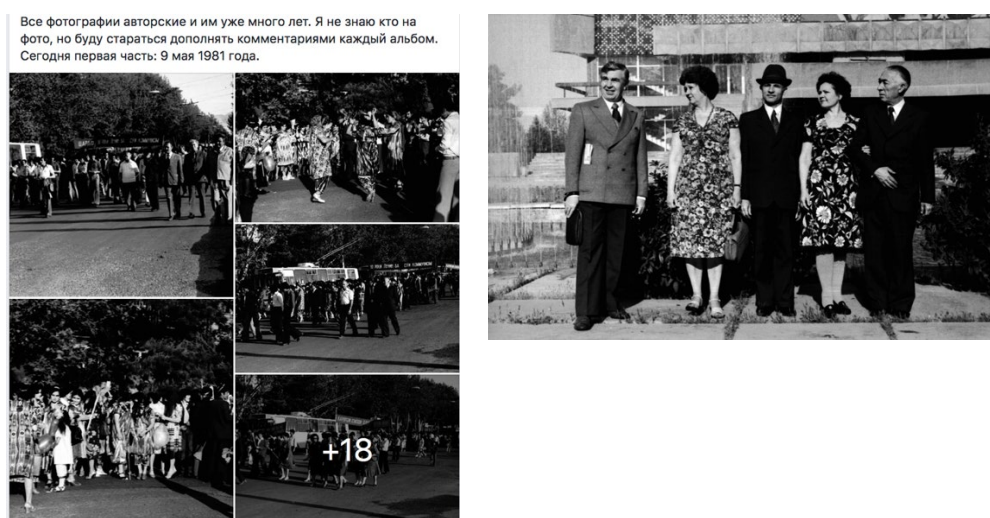 Все фотографии авторские и им уже много лет. Я не знаю кто на
фото, но буду стараться дополнять комментариями каждый альбом.
Сегодня первая часть: 9 мая 1981 года.
+18